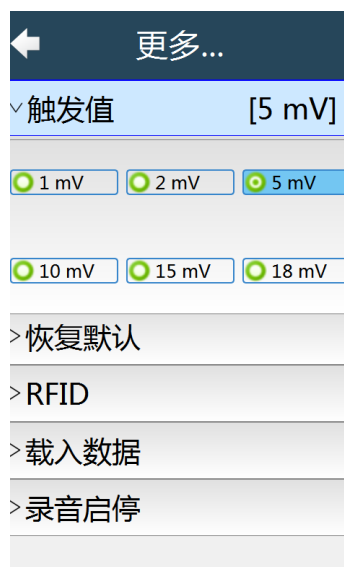 更多...
触发值 [5 mV]
1 mV 2 mV 5 mV
10 mV 15 mV 18 mV
>恢复默认
>RFID
>载入数据
>录音启停